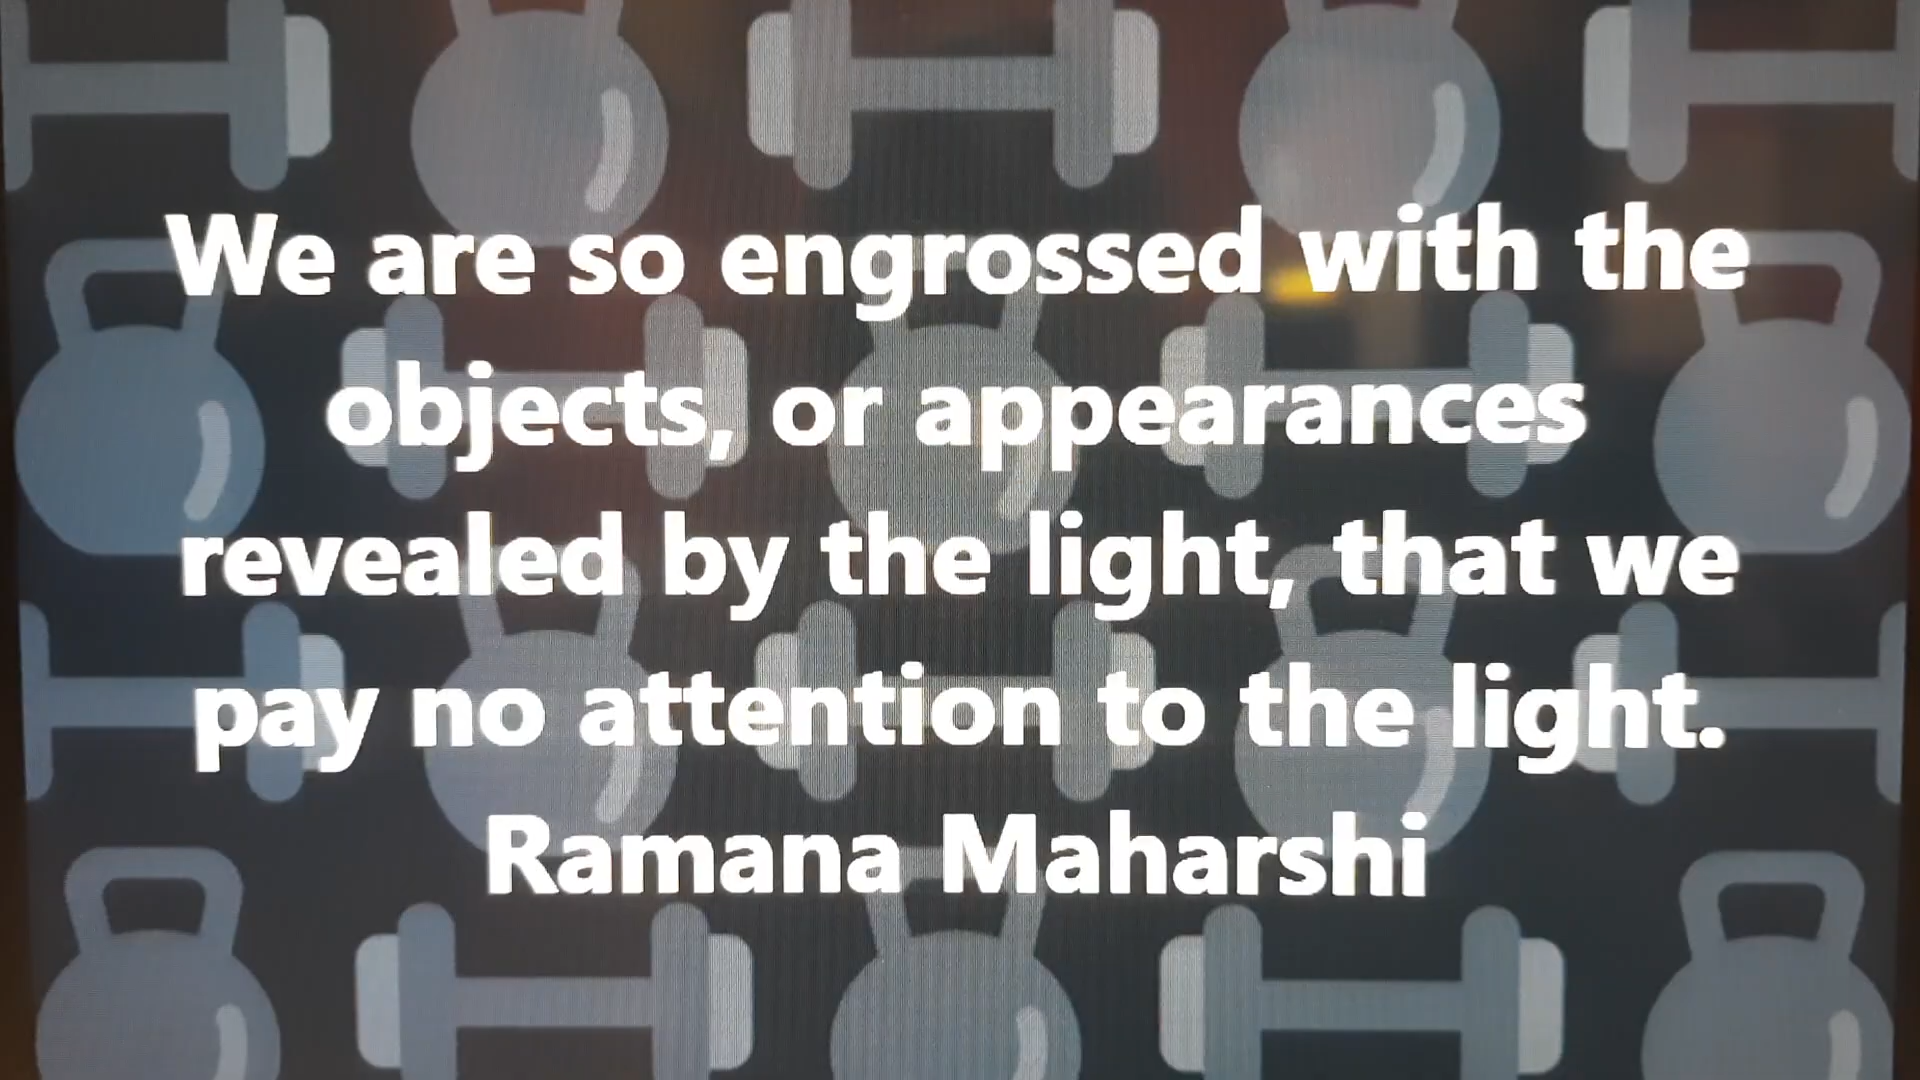 We are so engrossed with the
objects, or appearances
revealed by the light, that we
pay no attention to the light.
Ramana Maharshi